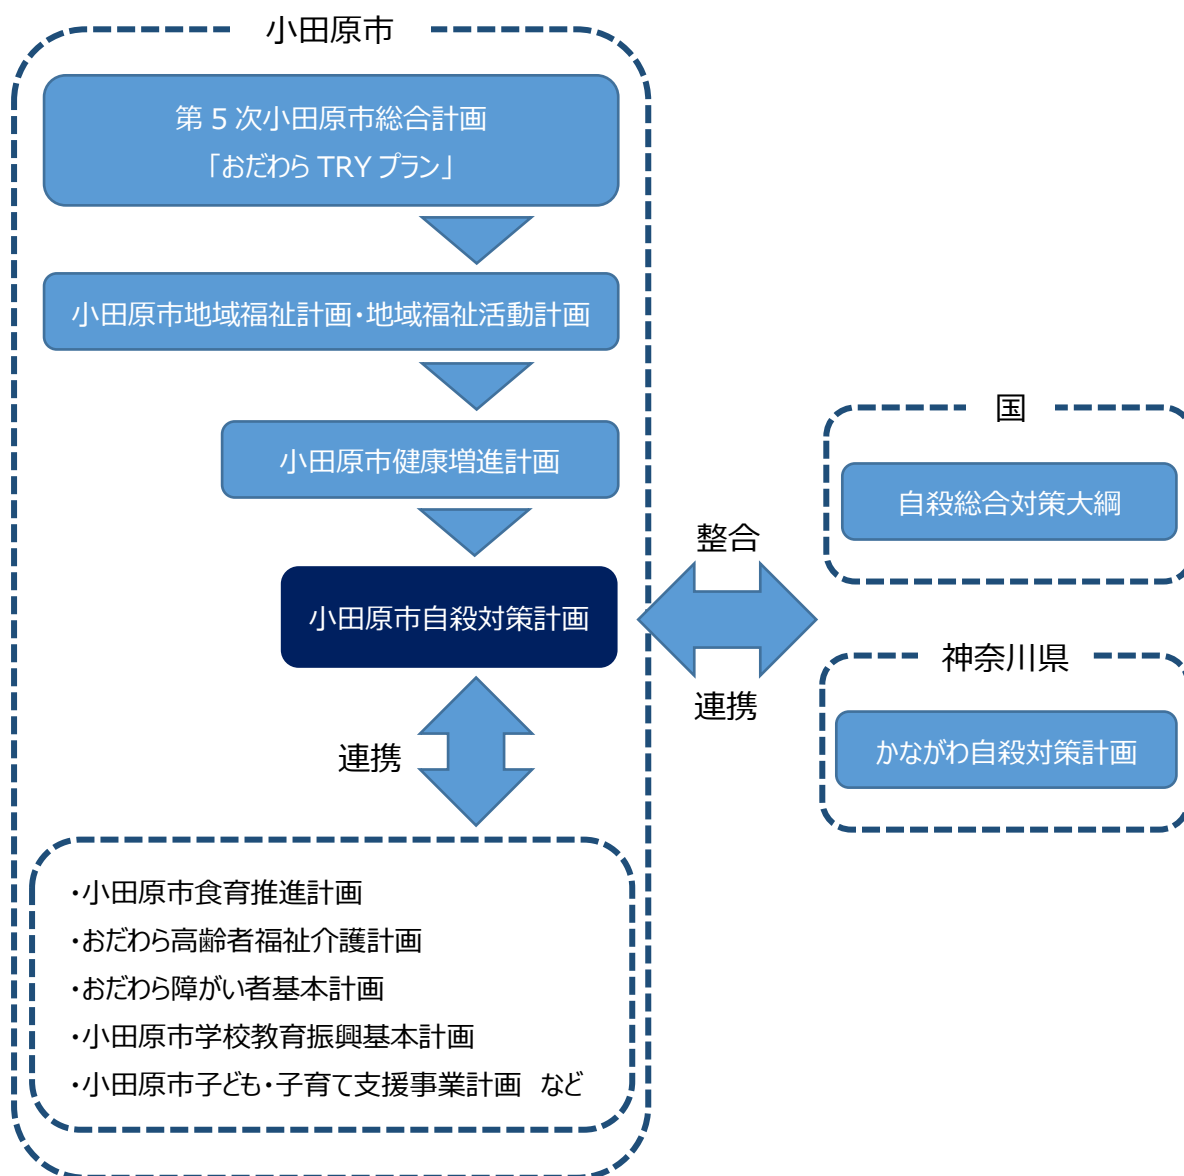 小田原市
第5次小田原市総合計画
「おだわら TRY プラン」
小田原市地域福祉計画・地域福祉活動計画
小田原市健康増進計画
小田原市自殺対策計画
連携
・小田原市食育推進計画
・おだわら高齢者福祉介護計画
・おだわら障がい者基本計画
・小田原市学校教育振興基本計画
・小田原市子ども・子育て支援事業計画　など
整合
連携
国
自殺総合対策大綱
神奈川県
かながわ自殺対策計画